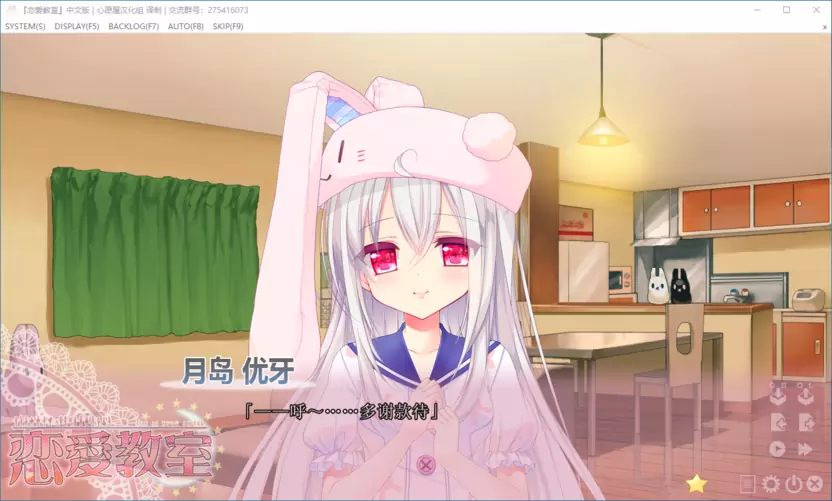 『恋爱教室』中文版 | 心愿屋汉化组 译制 | 交流群号：275416073
SYSTEM(S) DISPLAY(F5) BACKLOG(F7) AUTO(F8) SKIP(F9)
月岛 优牙
「——呼～……多谢款待」
恋愛教室